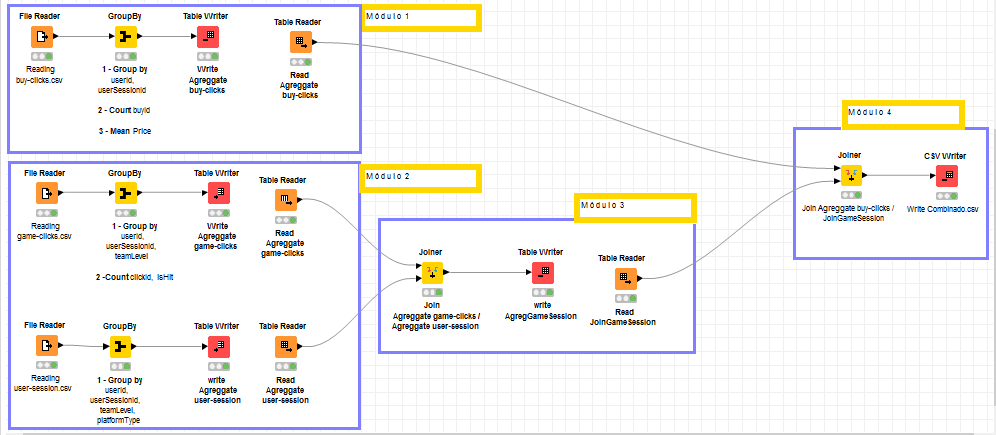 Módulo 1
File Reader
Reading
buy-clicks.csv
GroupBy
1 - Group by
userId,
userSessionId
2 - Count buyId
3 - Mean Price
Table Writer
Write
Agreggate
buy-clicks
Table Reader
Read
Agreggate
buy-clicks
Módulo 2
File Reader
Reading
game-clicks.csv
GroupBy
1 - Group by
userId,
userSessionId,
teamLevel
2 -Count clickId, IsHit
Table Writer
Write
Agreggate
game-clicks
Table Reader
Read
Agreggate
game-clicks
File Reader
Reading
user-session.csv
GroupBy
1 - Group by
userId,
userSessionId,
teamLevel,
platformType
Table Writer
write
Agreggate
user-session
Table Reader
Read
Agreggate
user-session
Módulo 3
Joiner
Join
Agreggate game-clicks /
Agreggate user-session
Table Writer
write
AgregGameSession
Table Reader
Read
JoinGameSession
Módulo 4
Joiner
Join Agreggate buy-clicks /
JoinGameSession
CSV Writer
Write Combinado.csv